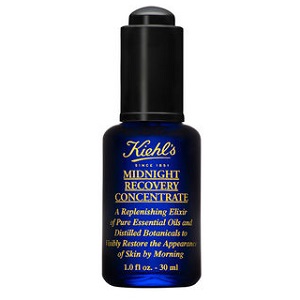 Kiehl's
SINCE 1851
MIDNIGHT
RECOVERY
CONCENTRATE
A Replenishing Elixir
of Pure Essential Oils and
Distilled Botanicals to
Visibly Restore the Appearance
of Skin by Morning
1.0 fl. oz. - 30 ml